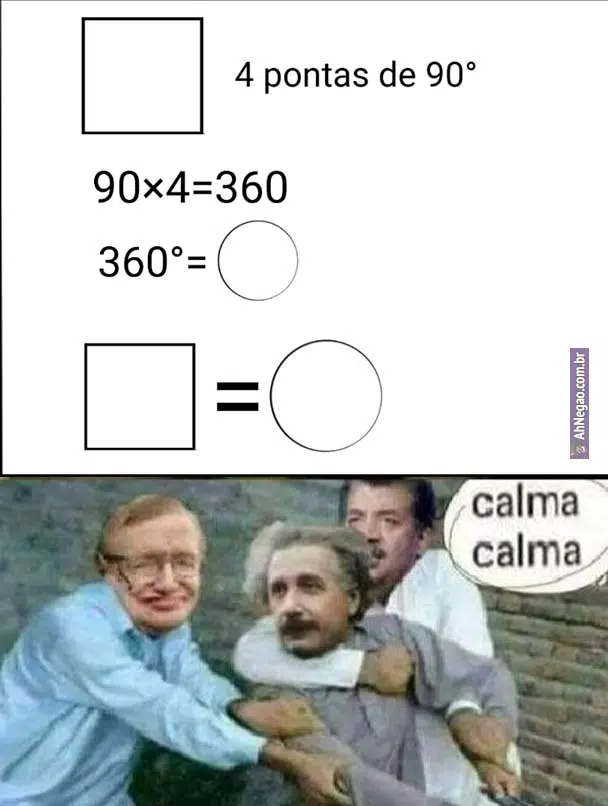 4 pontas de 90°
90×4=360
360°=
=
AhNegao.com.br
calma
calma